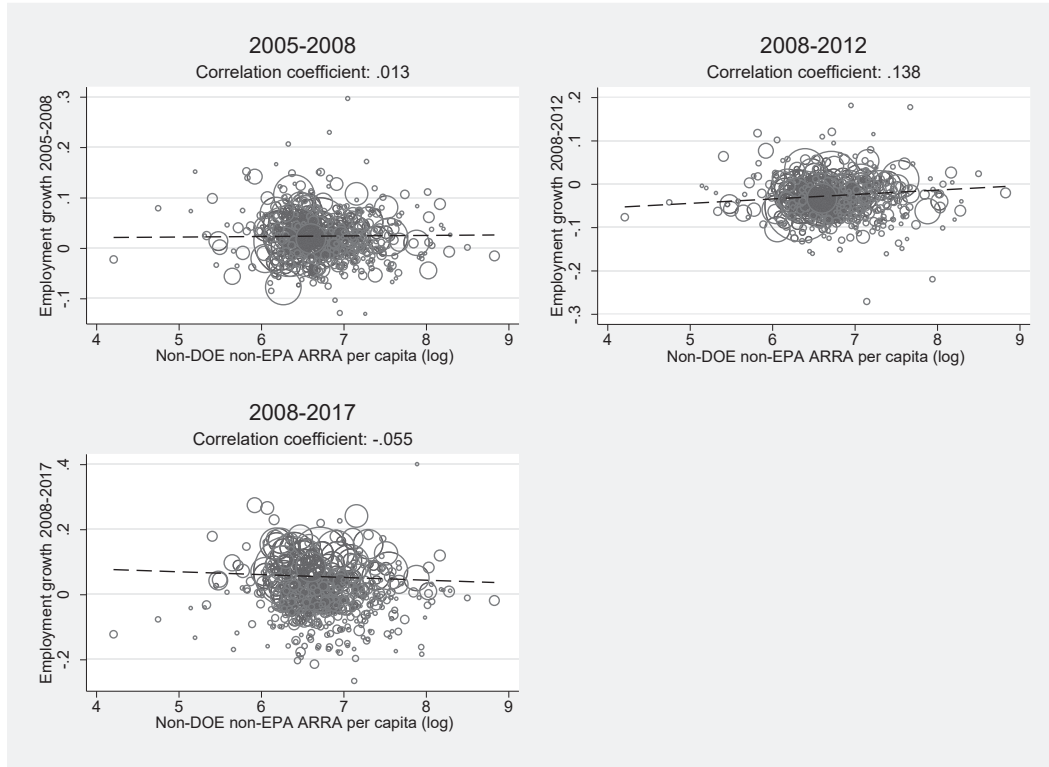 2005-2008
Correlation coefficient: .013
Employment growth 2005-2008
.3
.2
.1
0
-.1
4 5 6 7 8 9
Non-DOE non-EPA ARRA per capita (log)
2008-2012
Correlation coefficient: .138
Employment growth 2008-2012
.2
.1
0
-.1
-.2
-.3
4 5 6 7 8 9
Non-DOE non-EPA ARRA per capita (log)
2008-2017
Correlation coefficient: -.055
Employment growth 2008-2017
.4
.2
0
-.2
4 5 6 7 8 9
Non-DOE non-EPA ARRA per capita (log)